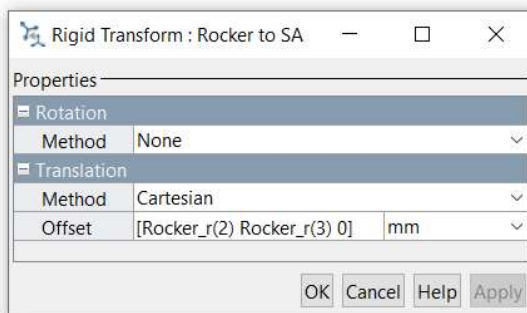 Rigid Transform : Rocker to SA
Properties
Rotation
Method None
Translation
Method Cartesian
Offset [Rocker_r(2) Rocker_r(3) 0] mm
OK Cancel Help Apply